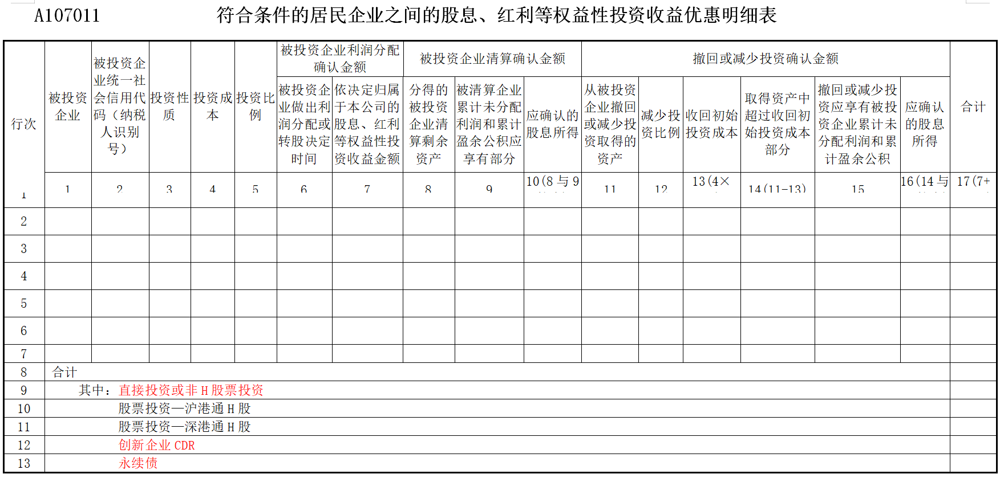 A107011 符合条件的居民企业之间的股息、红利等权益性投资收益优惠明细表
行次
被投资
企业
被投资企
业统一社
会信用代
码（纳税
人识别
号）
投资性
质
投资成
本
投资比
例
被投资企业利润分配
确认金额
被投资企
业做出利
润分配或
转股决定
时间
依决定归属
于本公司的
股息、红利
等权益性投
资收益金额
被投资企业清算确认金额
分得的
被投资
企业清
算剩余
资产
被清算企业
累计未分配
利润和累计
盈余公积应
享有部分
应确认的
股息所得
撤回或减少投资确认金额
从被投资
企业撤回
或减少投
资取得的
资产
减少投
资比例
收回初始
投资成本
取得资产中
超过收回初
始投资成本
部分
撤回或减少投
资应享有被投
资企业累计未
分配利润和累
计盈余公积
应确认
的股息
所得
合计
1 2 3 4 5 6 7 8 9 10(8与9 11 12 13(4× 14(11-13) 15 16(14与 17(7+
1
2
3
4
5
6
7
8 合计
9 其中：直接投资或非H股票投资
10 股票投资—沪港通H股
11 股票投资—深港通H股
12 创新企业CDR
13 永续债